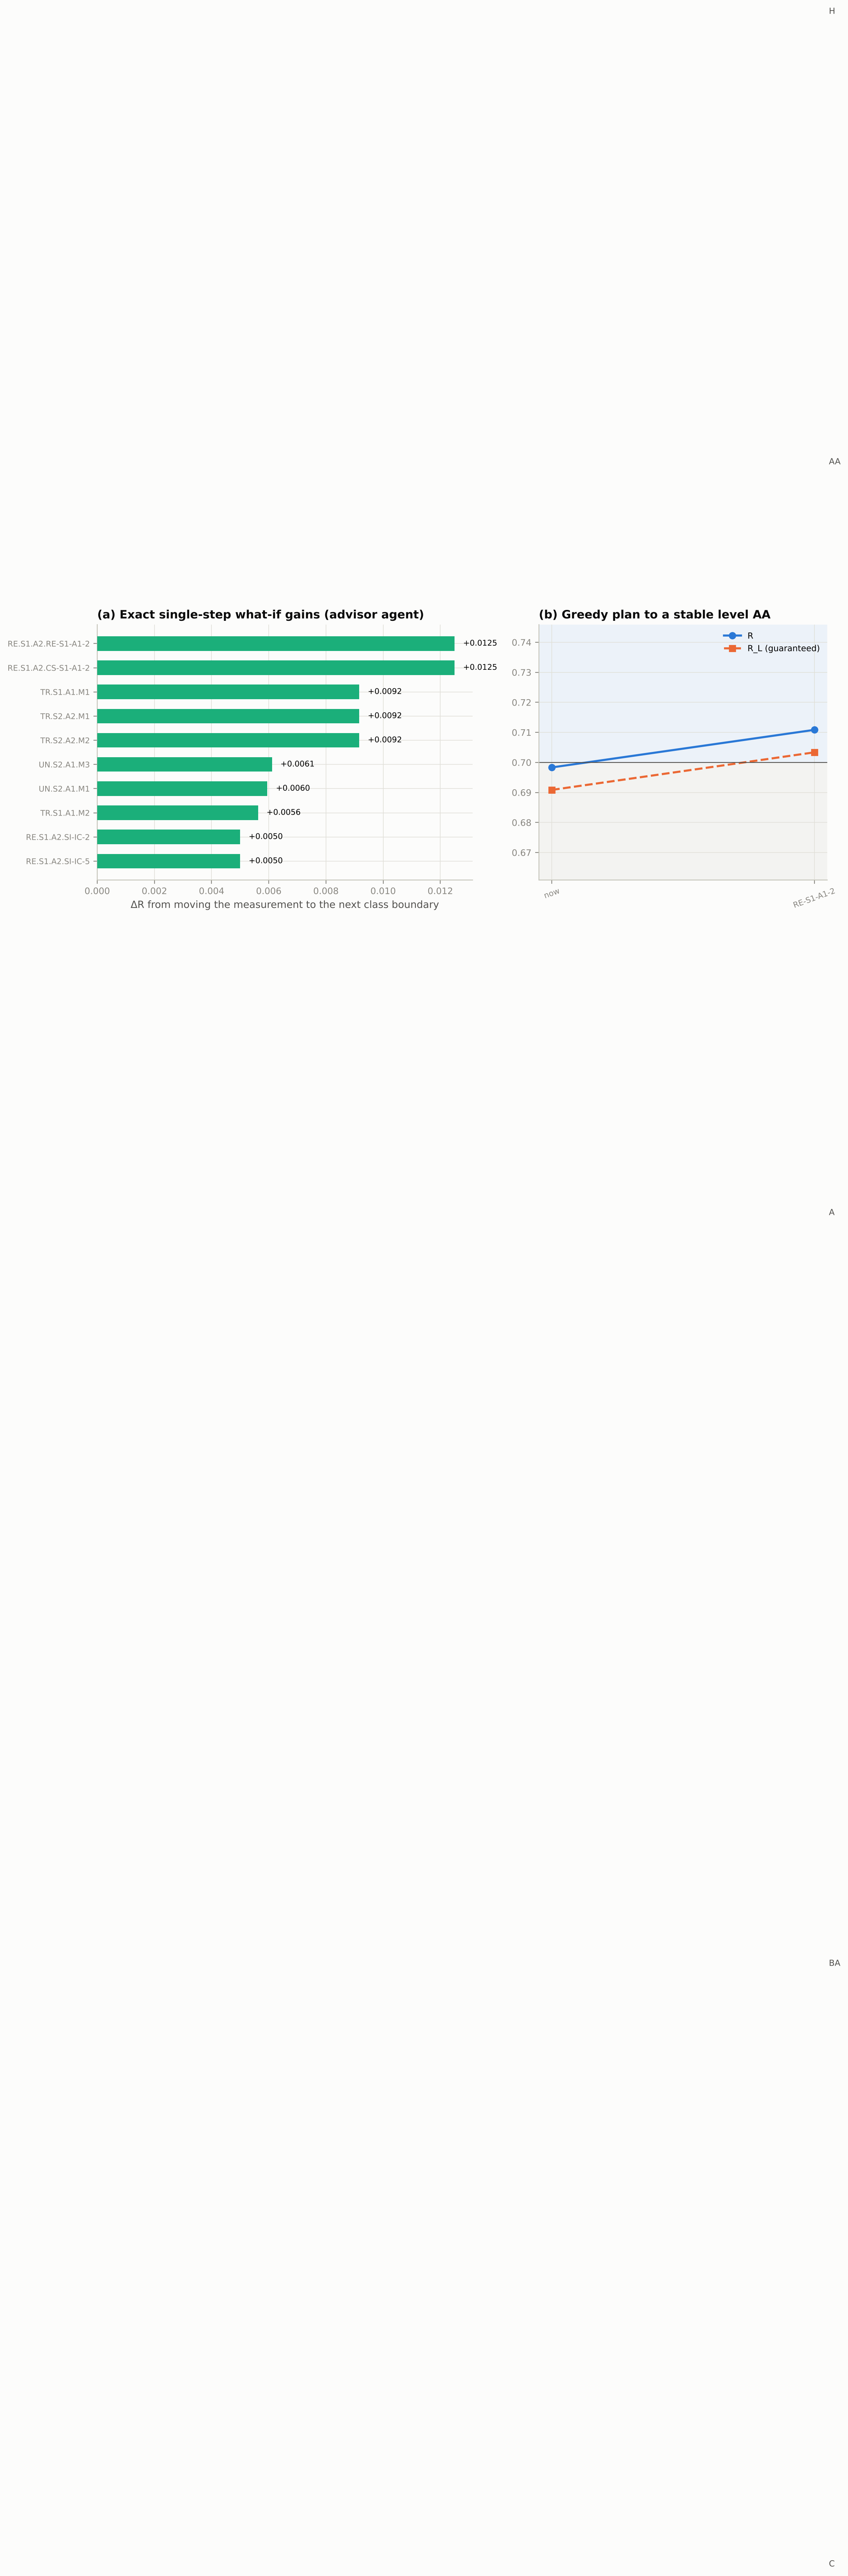 H
AA
(a) Exact single-step what-if gains (advisor agent)
RE.S1.A2.RE-S1-A1-2
+0.0125
RE.S1.A2.CS-S1-A1-2
+0.0125
TR.S1.A1.M1
+0.0092
TR.S2.A2.M1
+0.0092
TR.S2.A2.M2
+0.0092
UN.S2.A1.M3
+0.0061
UN.S2.A1.M1
+0.0060
TR.S1.A1.M2
+0.0056
RE.S1.A2.SI-IC-2
+0.0050
RE.S1.A2.SI-IC-5
+0.0050
0.000 0.002 0.004 0.006 0.008 0.010 0.012
ΔR from moving the measurement to the next class boundary
(b) Greedy plan to a stable level AA
R
R_L (guaranteed)
0.74
0.73
0.72
0.71
0.70
0.69
0.68
0.67
now
RE-S1-A1-2
A
BA
C